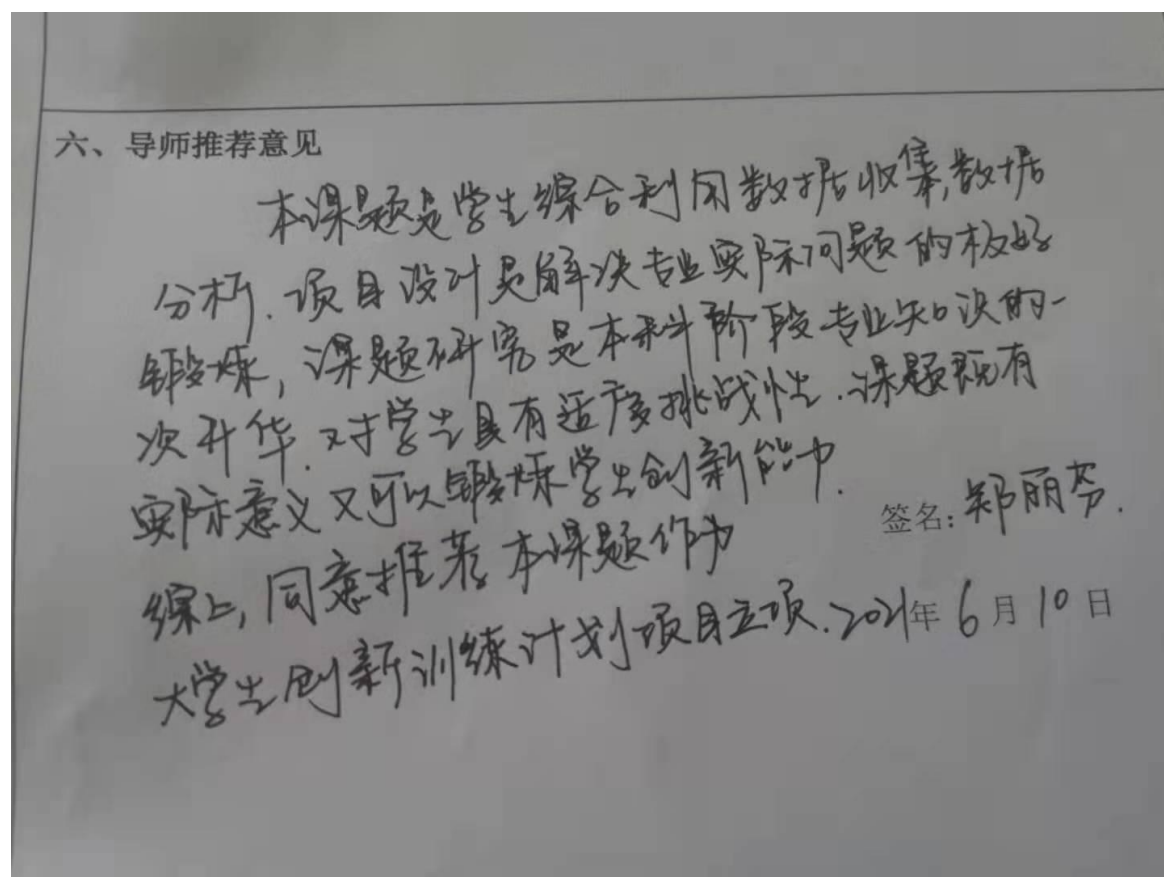 六、导师推荐意见
本课题是学生综合利用数据收集,数据
分析.项目设计是解决专业实际问题的极好
锻炼,课题研究是本科阶段专业知识的一
次升华.对学生具有适度挑战性.课题既有
实际意义又可以锻炼学生创新能力.
签名:郑丽芬.
综上,同意推荐本课题作为
大学生创新训练计划项目立项.2021年6月10日